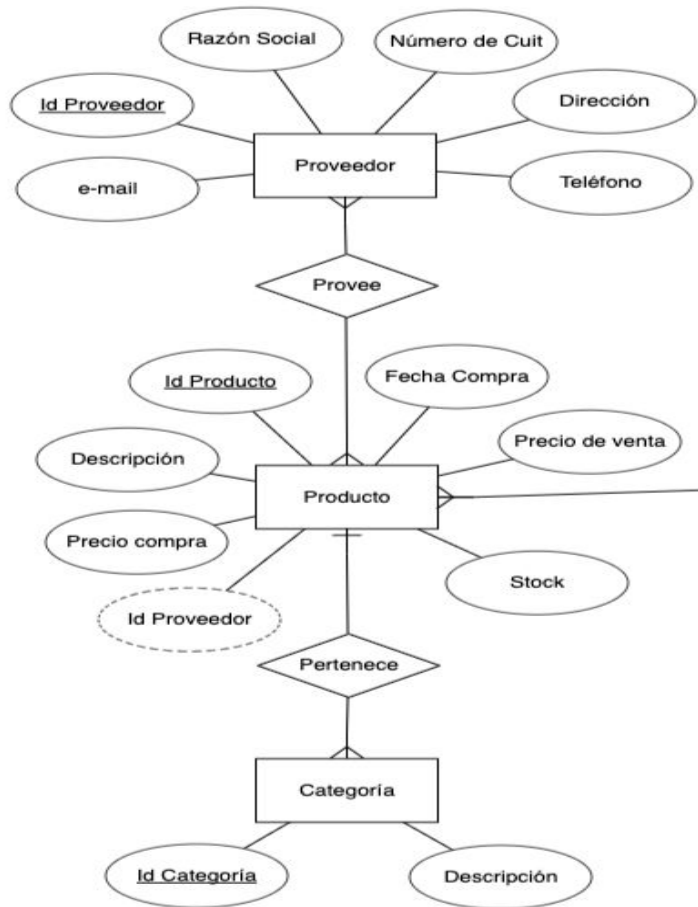 Razón Social
Número de Cuit
Id Proveedor
Dirección
Proveedor
e-mail
Teléfono
Provee
Id Producto
Fecha Compra
Descripción
Precio de venta
Producto
Precio compra
Stock
Id Proveedor
Pertenece
Categoría
Id Categoría
Descripción